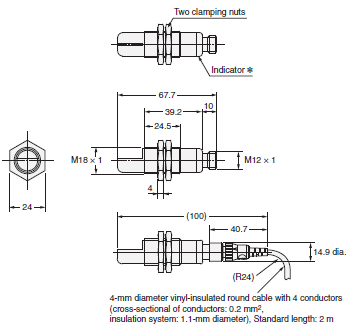 Two clamping nuts
Indicator *
67.7
39.2
10
24.5
M18 × 1
M12 × 1
4
24
(100)
40.7
14.9 dia.
(R24)
4-mm diameter vinyl-insulated round cable with 4 conductors
(cross-sectional of conductors: 0.2 mm²,
insulation system: 1.1-mm diameter), Standard length: 2 m